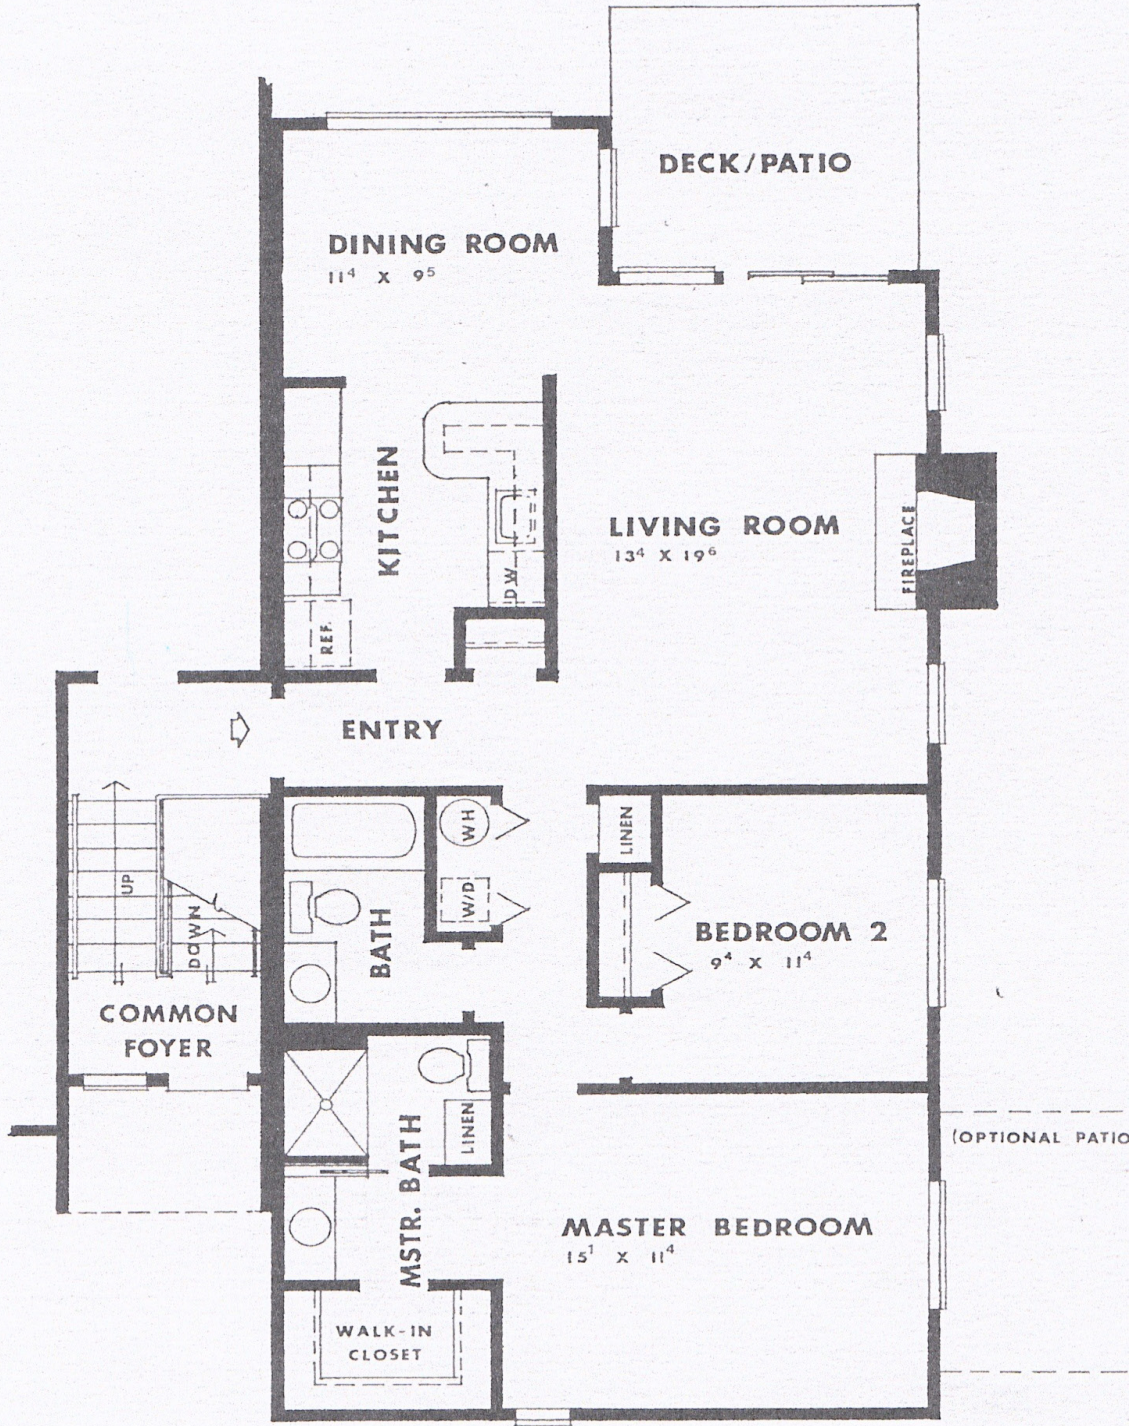 DECK/PATIO
DINING ROOM
11⁴ X 9⁵
KITCHEN
LIVING ROOM
13⁴ X 19⁶
FIREPLACE
DW
REF.
ENTRY
WH
W/D
LINEN
UP
DOWN
BATH
BEDROOM 2
9⁴ X 11⁴
COMMON
FOYER
LINEN
MSTR. BATH
(OPTIONAL PATIO
MASTER BEDROOM
15¹ X 11⁴
WALK-IN
CLOSET